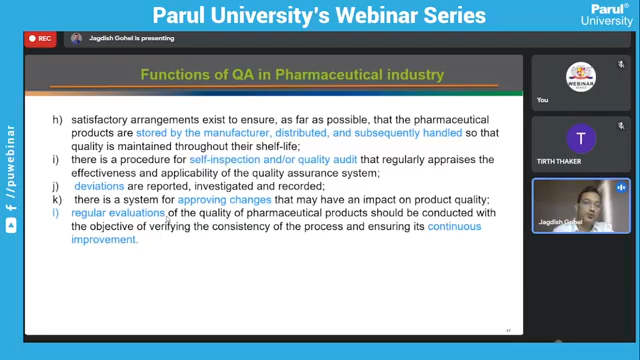 Parul University's Webinar Series
Parul®
University
REC
Jagdish Gohel is presenting
Functions of QA in Pharmaceutical industry
h) satisfactory arrangements exist to ensure, as far as possible, that the pharmaceutical
products are stored by the manufacturer, distributed, and subsequently handled so that
quality is maintained throughout their shelf-life;
i) there is a procedure for self-inspection and/or quality audit that regularly appraises the
effectiveness and applicability of the quality assurance system;
j) deviations are reported, investigated and recorded;
k) there is a system for approving changes that may have an impact on product quality;
l) regular evaluations of the quality of pharmaceutical products should be conducted with
the objective of verifying the consistency of the process and ensuring its continuous
improvement.
You
T
TIRTH THAKER
Jagdish Gohel
/puwebinar